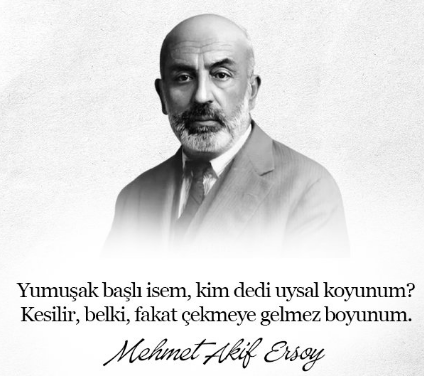 Yumuşak başlı isem, kim dedi uysal koyunum?
Kesilir, belki, fakat çekmeye gelmez boyunum.
Mehmet Akif Ersoy